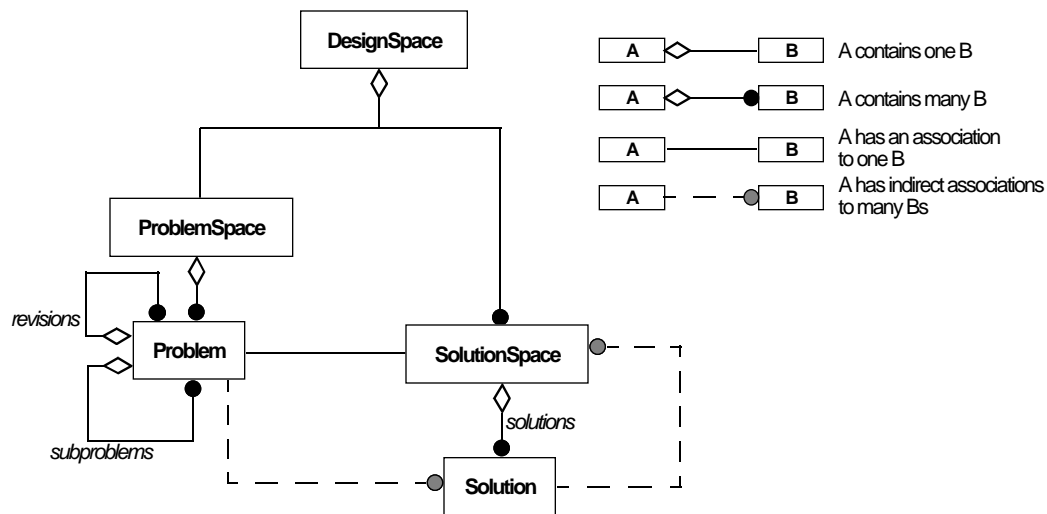 DesignSpace
A B A contains one B
A B A contains many B
A B A has an association
to one B
A B A has indirect associations
to many Bs
ProblemSpace
revisions
Problem
SolutionSpace
solutions
subproblems
Solution